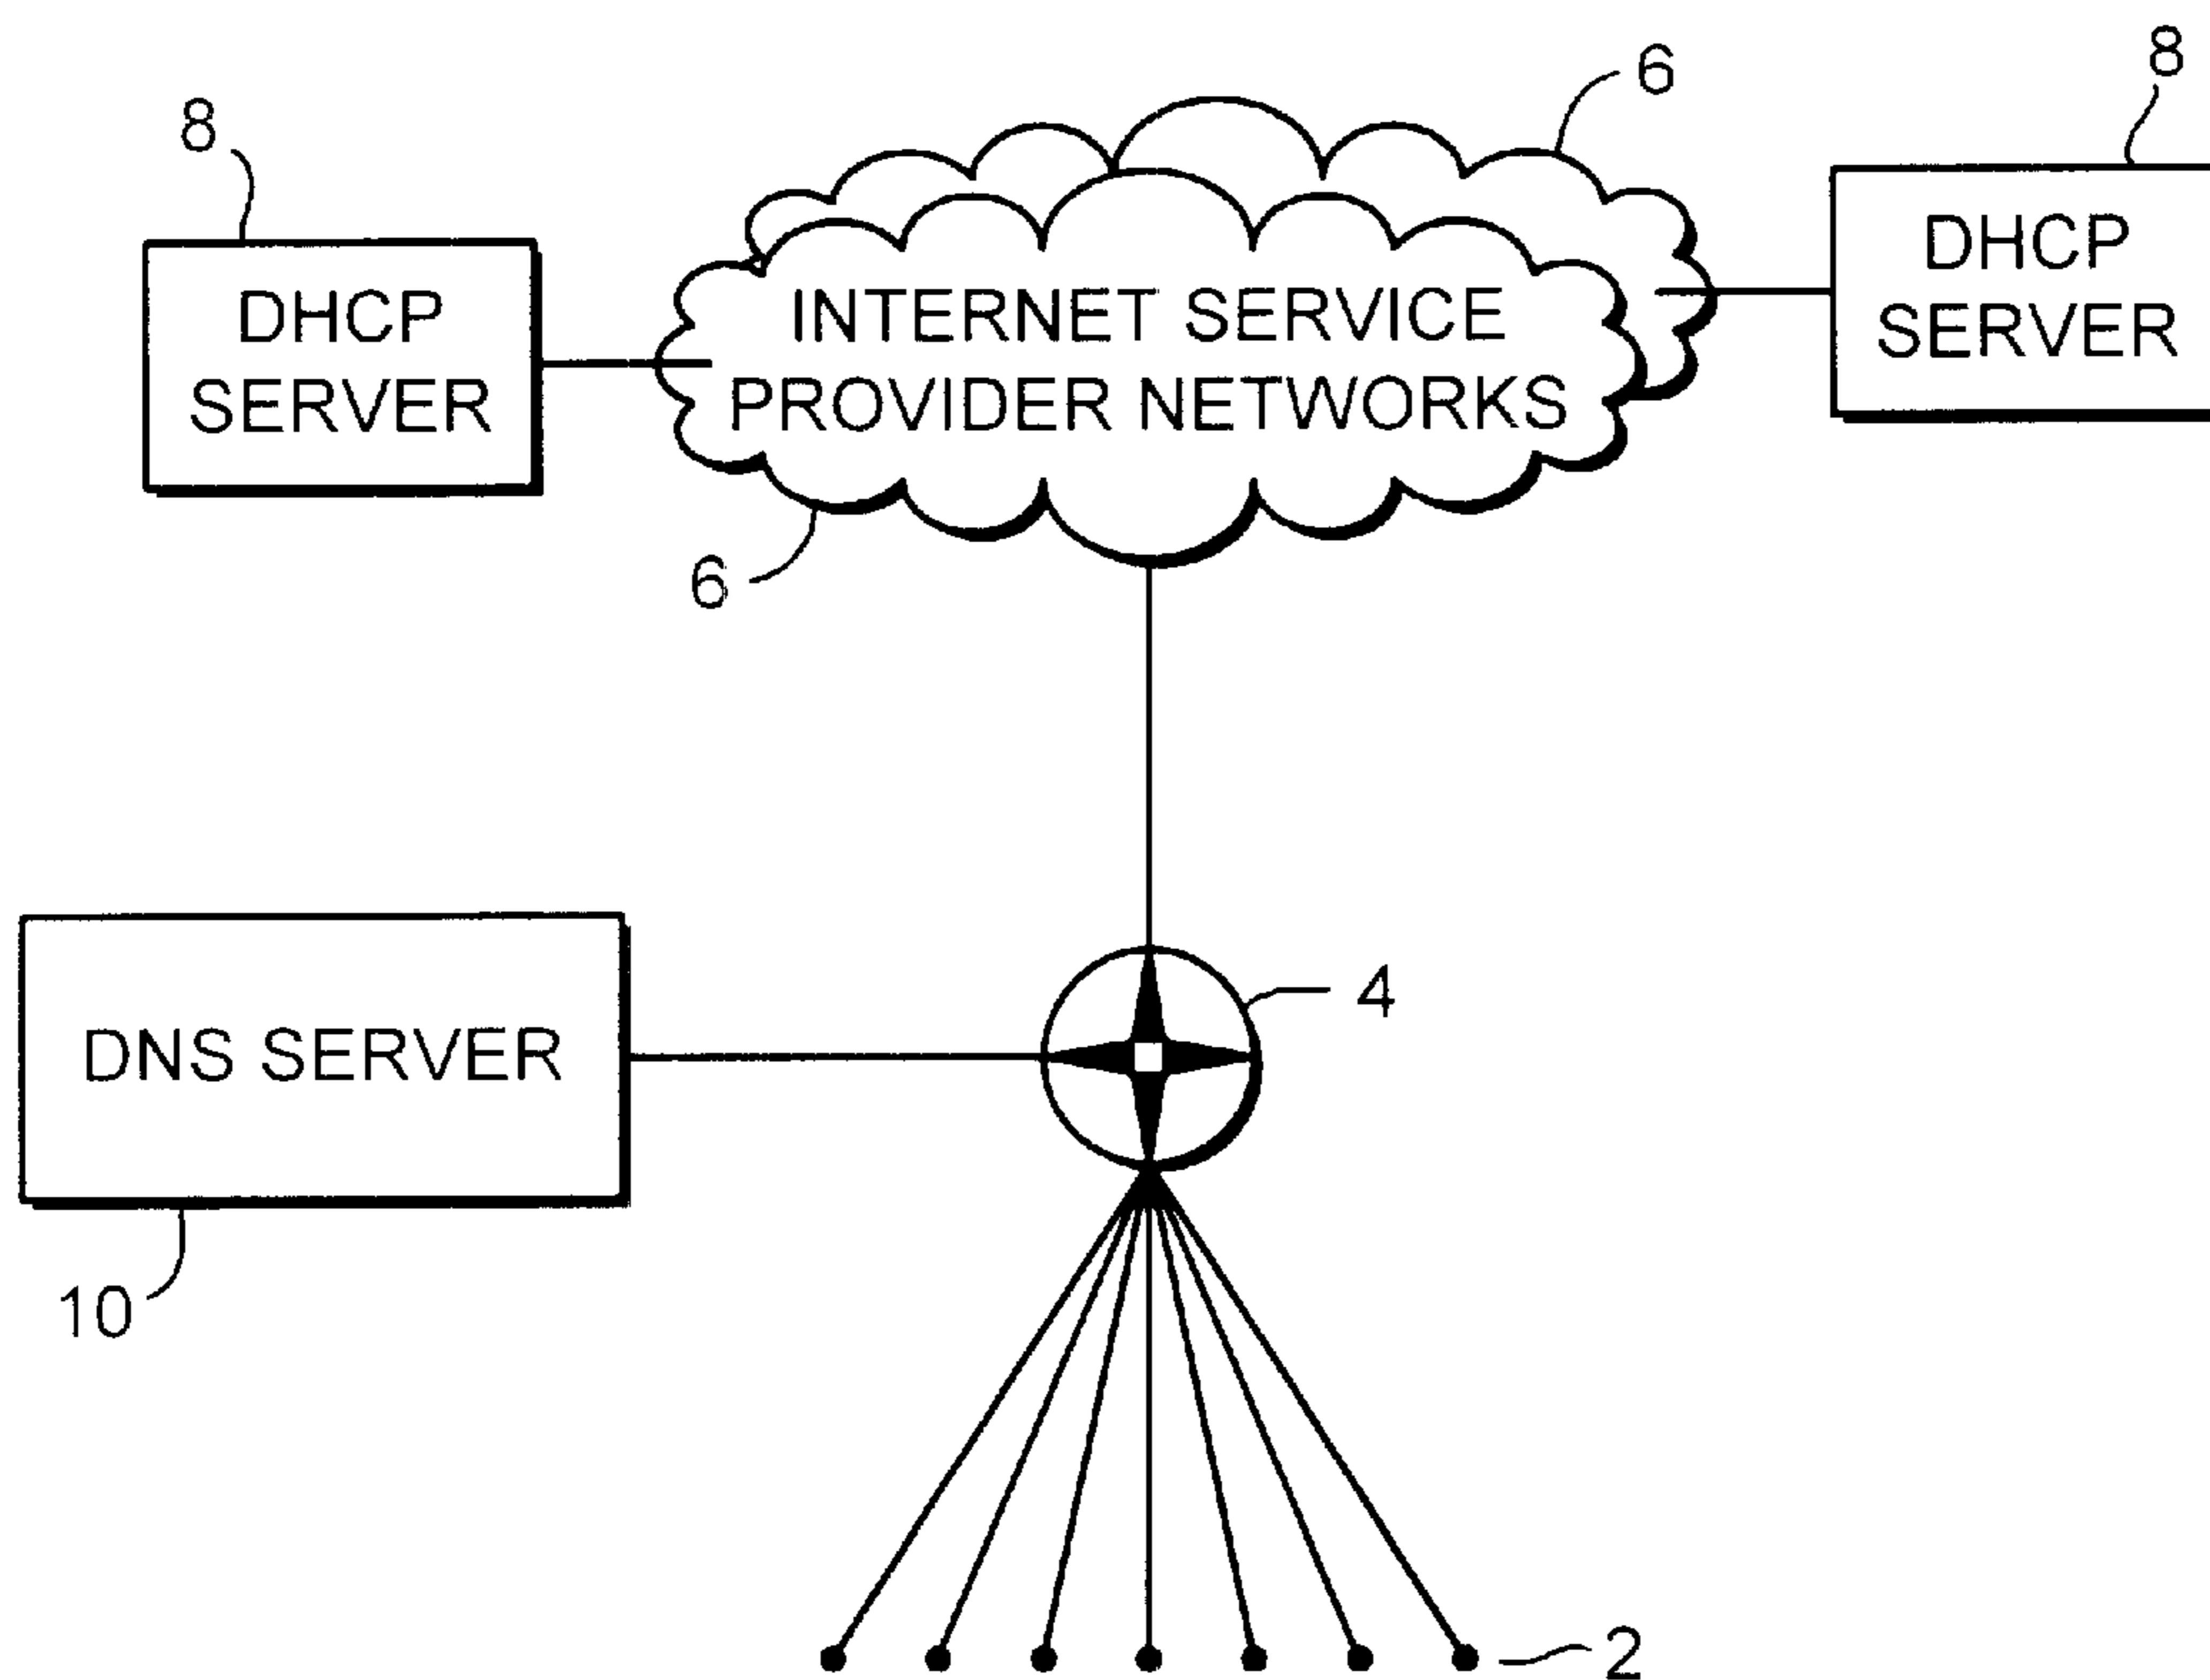 6
8
8
DHCP
SERVER
INTERNET SERVICE
PROVIDER NETWORKS
DHCP
SERVER
6
4
DNS SERVER
10
2